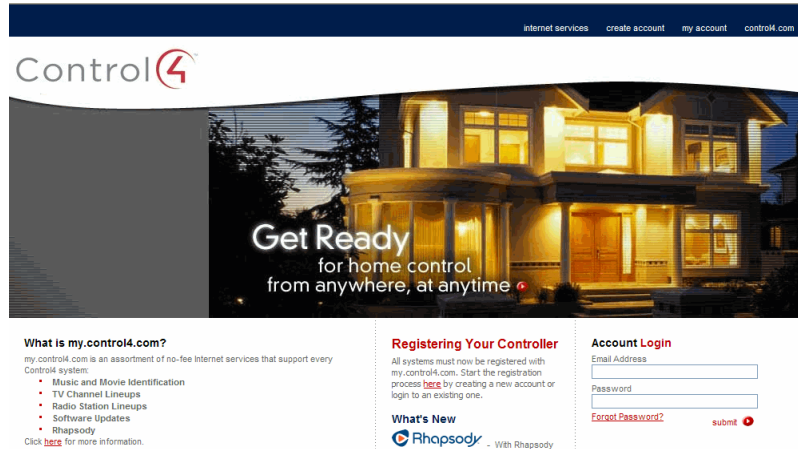 internet services create account my account control4.com
Control4™
Get Ready
for home control
from anywhere, at anytime
What is my.control4.com?
my.control4.com is an assortment of no-fee Internet services that support every
Control4 system:
Music and Movie Identification
TV Channel Lineups
Radio Station Lineups
Software Updates
Rhapsody
Click here for more information.
Registering Your Controller
All systems must now be registered with
my.control4.com. Start the registration
process here by creating a new account or
login to an existing one.
What's New
Rhapsody - With Rhapsody
Account Login
Email Address
Password
Forgot Password?
submit